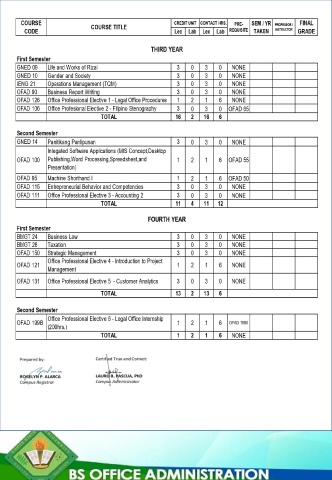 COURSE CODE COURSE TITLE CREDIT UNIT CONTACT HRS. PRE-REQUISITE SEM / YR TAKEN PROFESSOR / INSTRUCTOR FINAL GRADE
Lec Lab Lec Lab
THIRD YEAR
First Semester
GNED 09 Life and Works of Rizal 3 0 3 0 NONE
GNED 10 Gender and Society 3 0 3 0 NONE
IENG 21 Operations Management (TQM) 3 0 3 0 NONE
OFAD 90 Business Report Writing 3 0 3 0 NONE
OFAD 126 Office Professional Elective 1 - Legal Office Procedures 1 2 1 6 NONE
OFAD 106 Office Professional Elective 2 - Filipino Stenography 3 0 3 0 OFAD 65
TOTAL 16 2 16 6
Second Semester
GNED 14 Panitikang Panlipunan 3 0 3 0 NONE
OFAD 100 Integated Software Applications (MIS Concept,Desktop
Publishing,Word Processing,Spreadsheet,and
Presentation) 1 2 1 6 OFAD 55
OFAD 95 Machine Shorthand I 1 2 1 6 OFAD 50
OFAD 115 Entrepreneurial Behavior and Competencies 3 0 3 0 NONE
OFAD 111 Office Professional Elective 3 - Accounting 2 3 0 3 0 NONE
TOTAL 11 4 11 12
FOURTH YEAR
First Semester
BMGT 24 Business Law 3 0 3 0 NONE
BMGT 26 Taxation 3 0 3 0 NONE
OFAD 150 Strategic Management 3 0 3 0 NONE
OFAD 121 Office Professional Elective 4 - Introduction to Project
Management 1 2 1 6 NONE
OFAD 131 Office Professional Elective 5 - Customer Analytics 3 0 3 0 NONE
TOTAL 13 2 13 6
Second Semester
OFAD 199B Office Professional Elective 6 - Legal Office Internship
(200hrs.) 1 2 1 6
TOTAL 1 2 1 6 NONE
Prepared by: Certified True and Correct:
ROSELYN P. ALARCA LAURO B. PASCUA, PhD
Campus Registrar Campus Administrator
BS OFFICE ADMINISTRATION